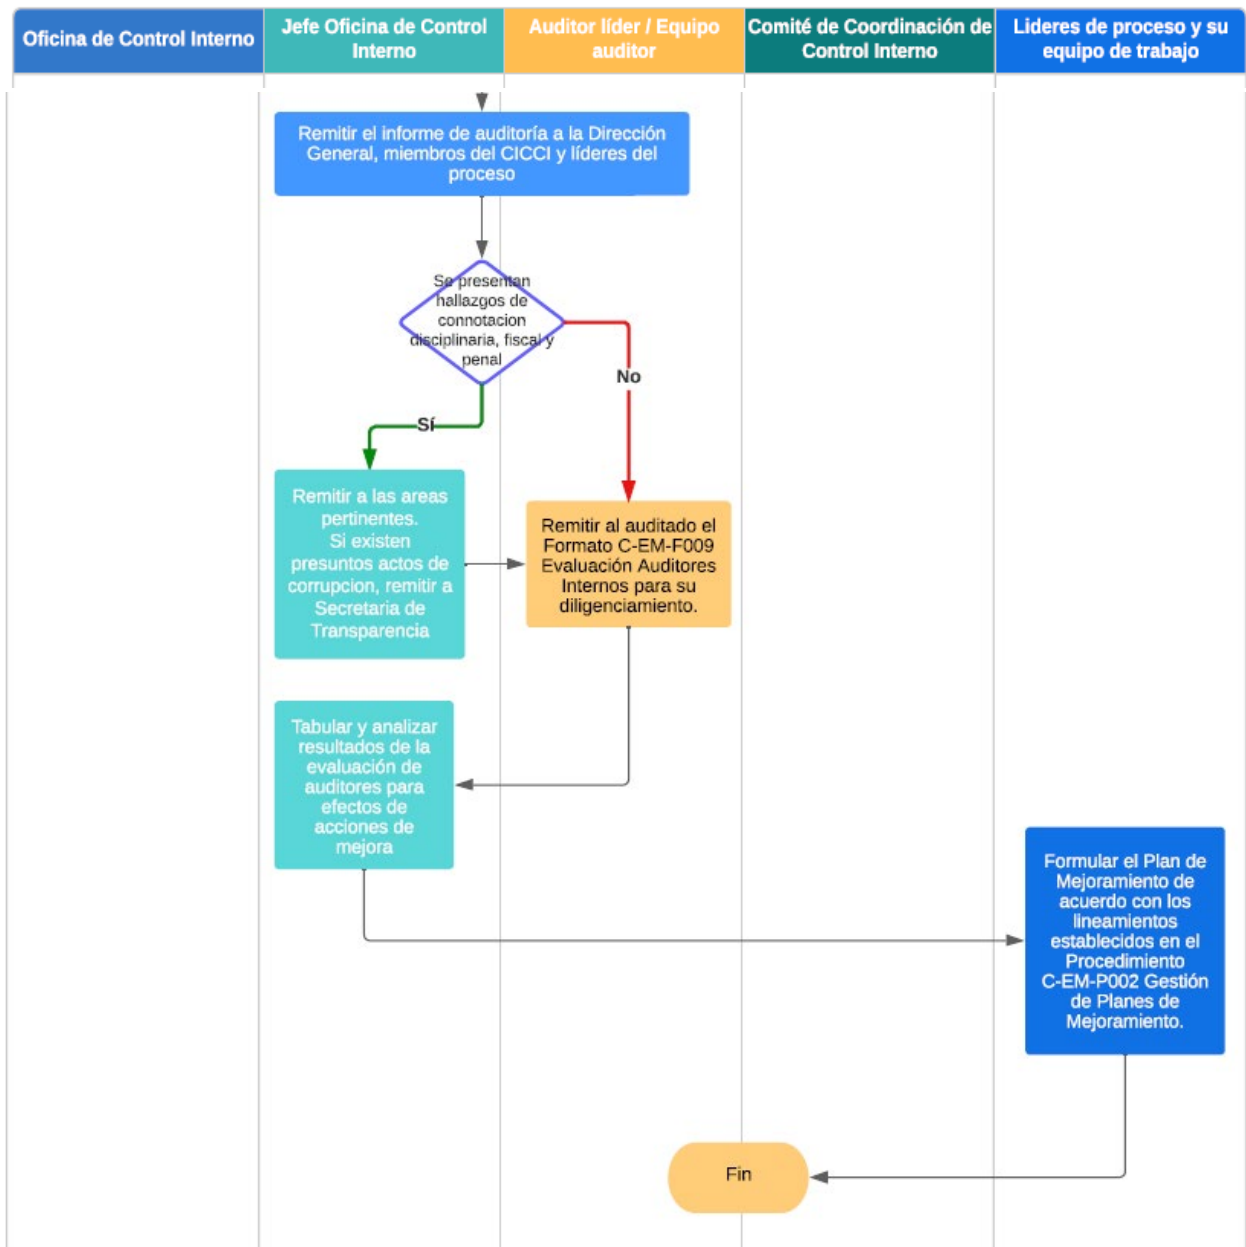 Oficina de Control Interno
Jefe Oficina de Control
Interno
Auditor líder / Equipo
auditor
Comité de Coordinación de
Control Interno
Lideres de proceso y su
equipo de trabajo
Remitir el informe de auditoría a la Dirección
General, miembros del CICCI y líderes del
proceso
Se presentan
hallazgos de
connotacion
disciplinaria, fiscal y
penal
No
Sí
Remitir a las areas
pertinentes.
Si existen
presuntos actos de
corrupcion, remitir a
Secretaria de
Transparencia
Remitir al auditado el
Formato C-EM-F009
Evaluación Auditores
Internos para su
diligenciamiento.
Tabular y analizar
resultados de la
evaluación de
auditores para
efectos de
acciones de
mejora
Formular el Plan de
Mejoramiento de
acuerdo con los
lineamientos
establecidos en el
Procedimiento
C-EM-P002 Gestión
de Planes de
Mejoramiento.
Fin